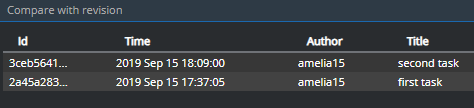 Compare with revision
Id Time Author Title
3ceb5641... 2019 Sep 15 18:09:00 amelia15 second task
2a45a283... 2019 Sep 15 17:37:05 amelia15 first task